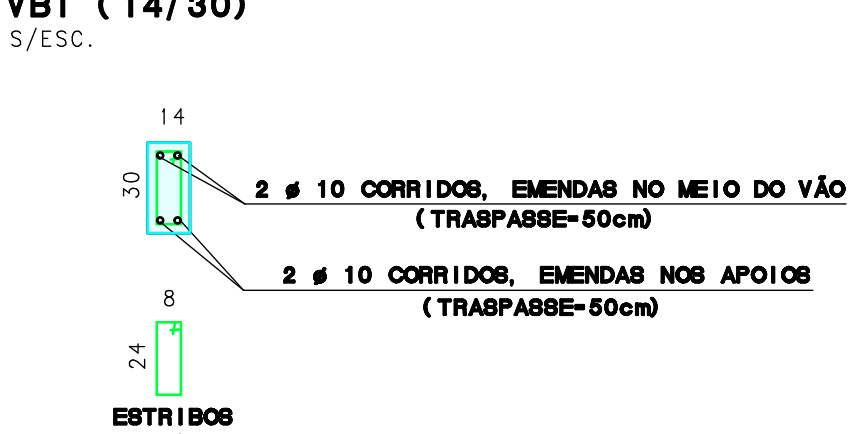 VB1 (14/30)
S/ESC.
14
30
2 ø 10 CORRIDOS, EMENDAS NO MEIO DO VÃO
(TRASPASSE=50cm)
2 ø 10 CORRIDOS, EMENDAS NOS APOIOS
(TRASPASSE=50cm)
8
24
ESTRIBOS